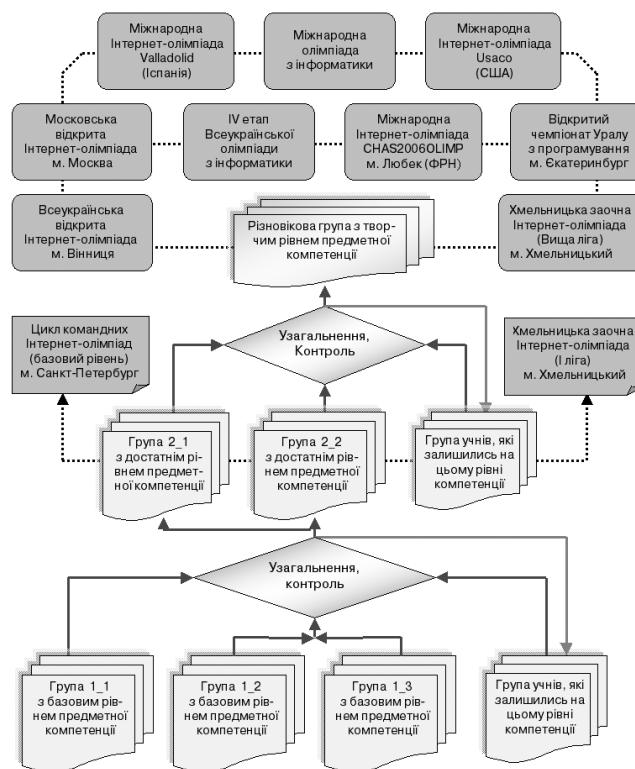 Міжнародна
Інтернет-олімпіада
Valladolid
(Іспанія)
Міжнародна
олімпіада
з інформатики
Міжнародна
Інтернет-олімпіада
Usaco
(США)
Московська
відкрита
Інтернет-олімпіада
м. Москва
IV етап
Всеукраїнської
олімпіади
з інформатики
Міжнародна
Інтернет-олімпіада
CHAS2006OLIMP
м. Любек (ФРН)
Відкритий
чемпіонат Уралу
з програмування
м. Єкатеринбург
Всеукраїнська
відкрита
Інтернет-олімпіада
м. Вінниця
Різновікова група з твор-
чим рівнем предметної
компетенції
Хмельницька заочна
Інтернет-олімпіада
(Вища ліга)
м. Хмельницький
Цикл командних
Інтернет-олімпіад
(базовий рівень)
м. Санкт-Петербург
Узагальнення,
Контроль
Хмельницька заочна
Інтернет-олімпіада
(І ліга)
м. Хмельницький
Група 2_1
з достатнім рі-
внем предмет-
ної компетенції
Група 2_2
з достатнім рів-
нем предметної
компетенції
Група учнів, які
залишились на
цьому рівні
компетенції
Узагальнення,
контроль
Група 1_1
з базовим рів-
нем предметної
компетенції
Група 1_2
з базовим рів-
нем предметної
компетенції
Група 1_3
з базовим рів-
нем предметної
компетенції
Група учнів, які
залишились на
цьому рівні
компетенції